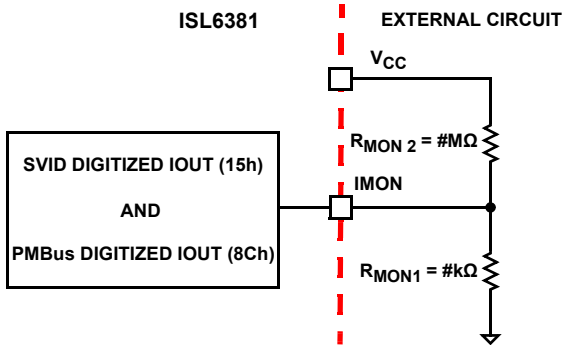 ISL6381
EXTERNAL CIRCUIT
VCC
RMON 2 = #MΩ
SVID DIGITIZED IOUT (15h)
AND
PMBus DIGITIZED IOUT (8Ch)
IMON
RMON1 = #kΩ